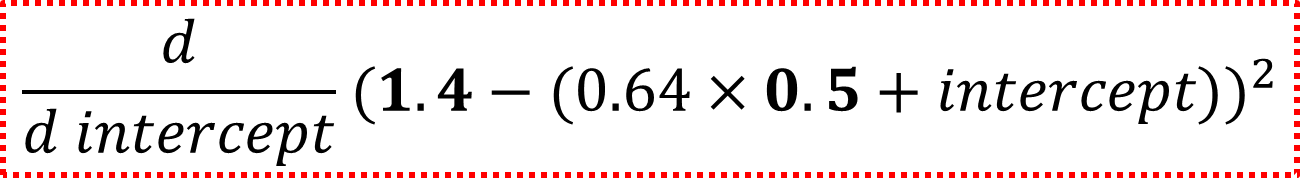 d
d intercept (1.4 − (0.64 × 0.5 + intercept))²